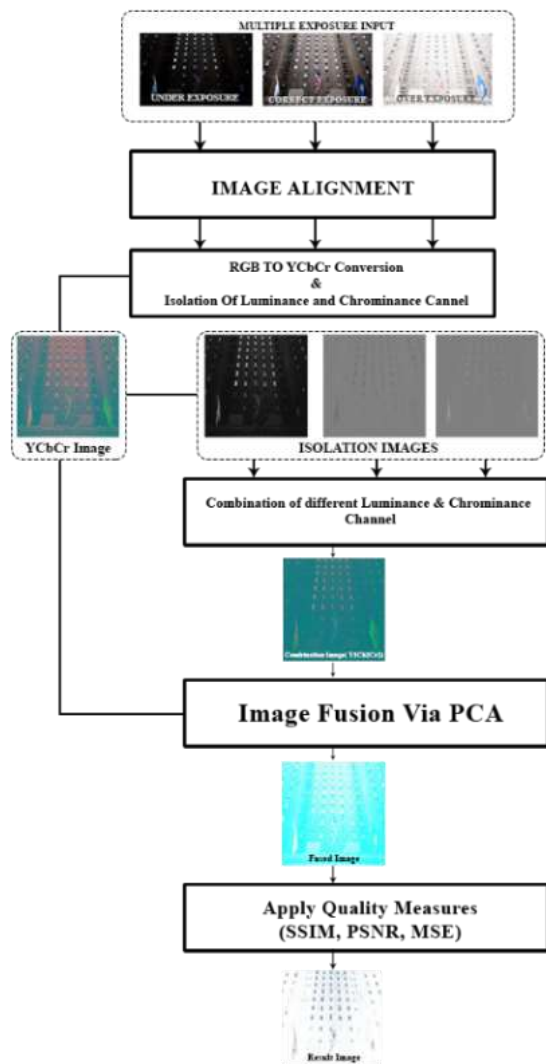 MULTIPLE EXPOSURE INPUT
UNDER EXPOSURE
CORRECT EXPOSURE
OVER EXPOSURE
IMAGE ALIGNMENT
RGB TO YCbCr Conversion
&
Isolation Of Luminance and Chrominance Cannel
YCbCr Image
ISOLATION IMAGES
Combination of different Luminance & Chrominance
Channel
Combination Image(
Image Fusion Via PCA
Fused Image
Apply Quality Measures
(SSIM, PSNR, MSE)
Result Image